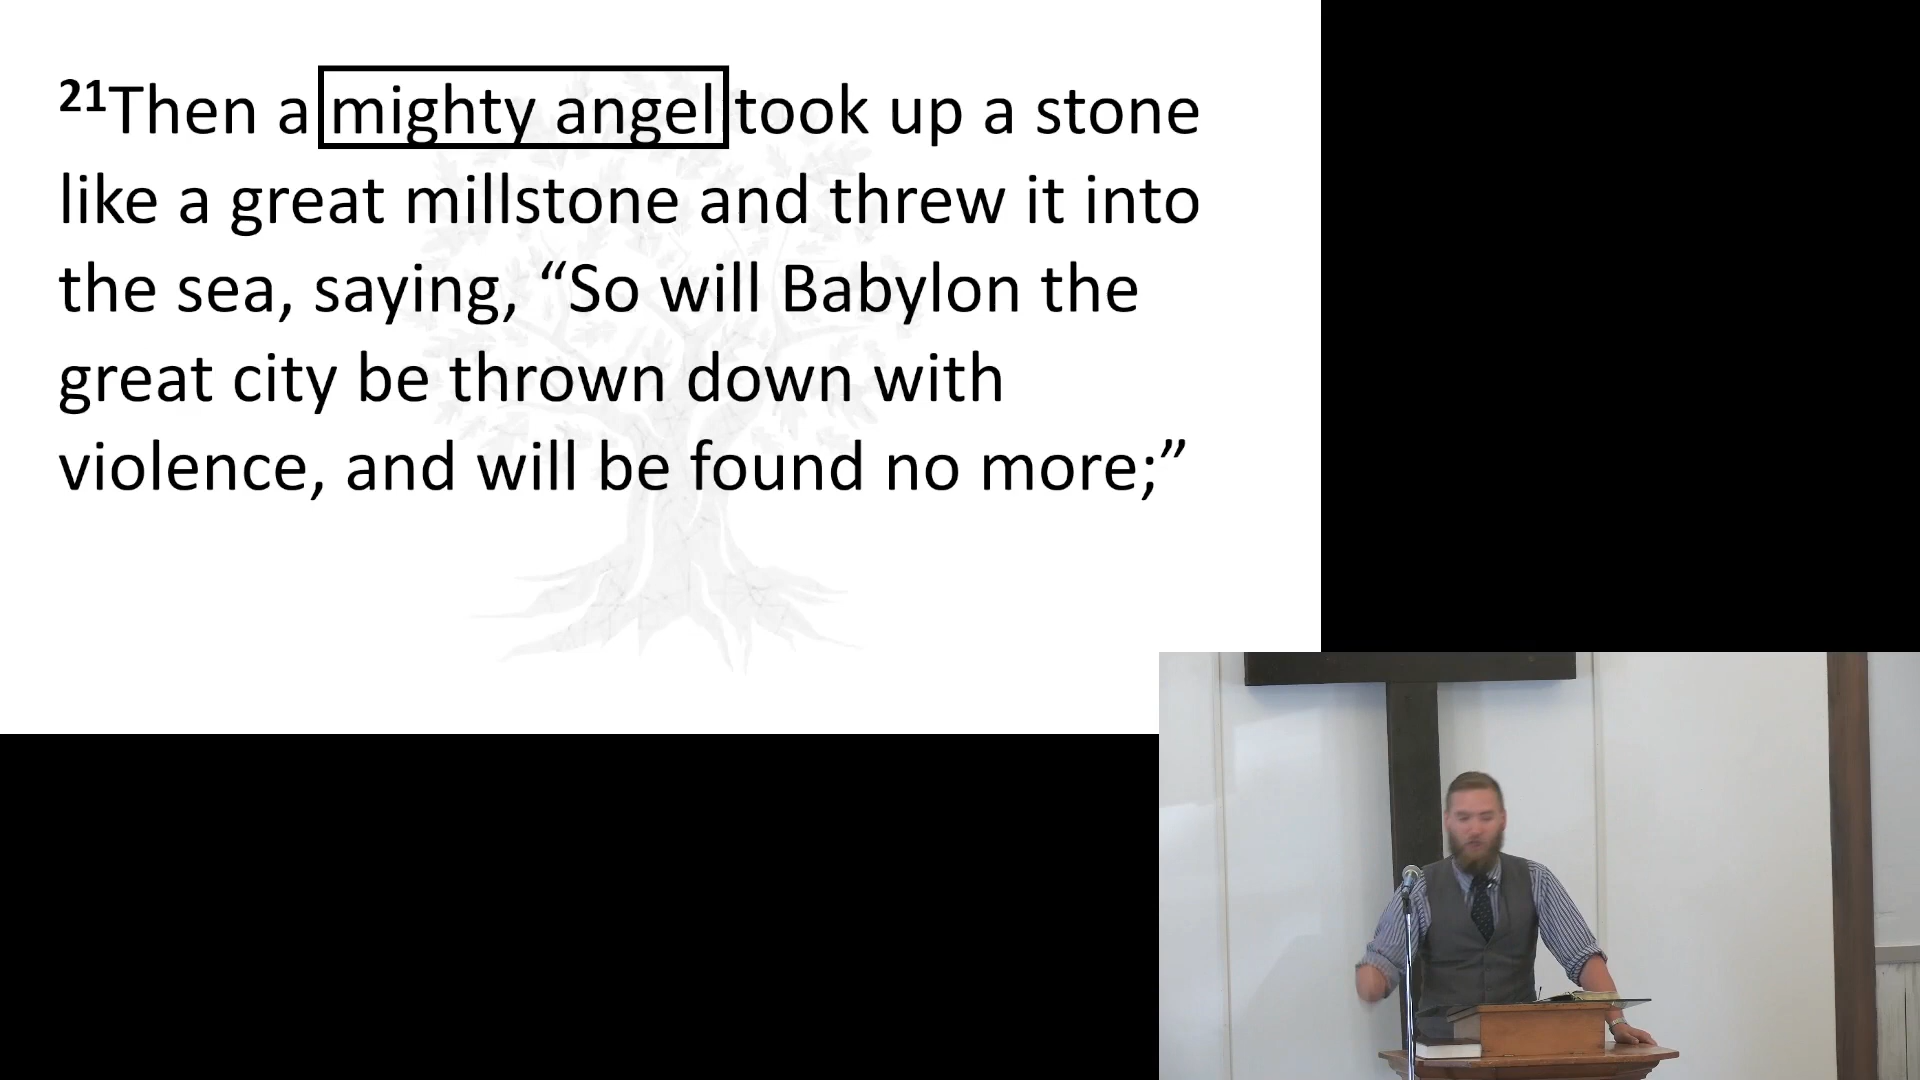 21Then a mighty angel took up a stone
like a great millstone and threw it into
the sea, saying, “So will Babylon the
great city be thrown down with
violence, and will be found no more;”